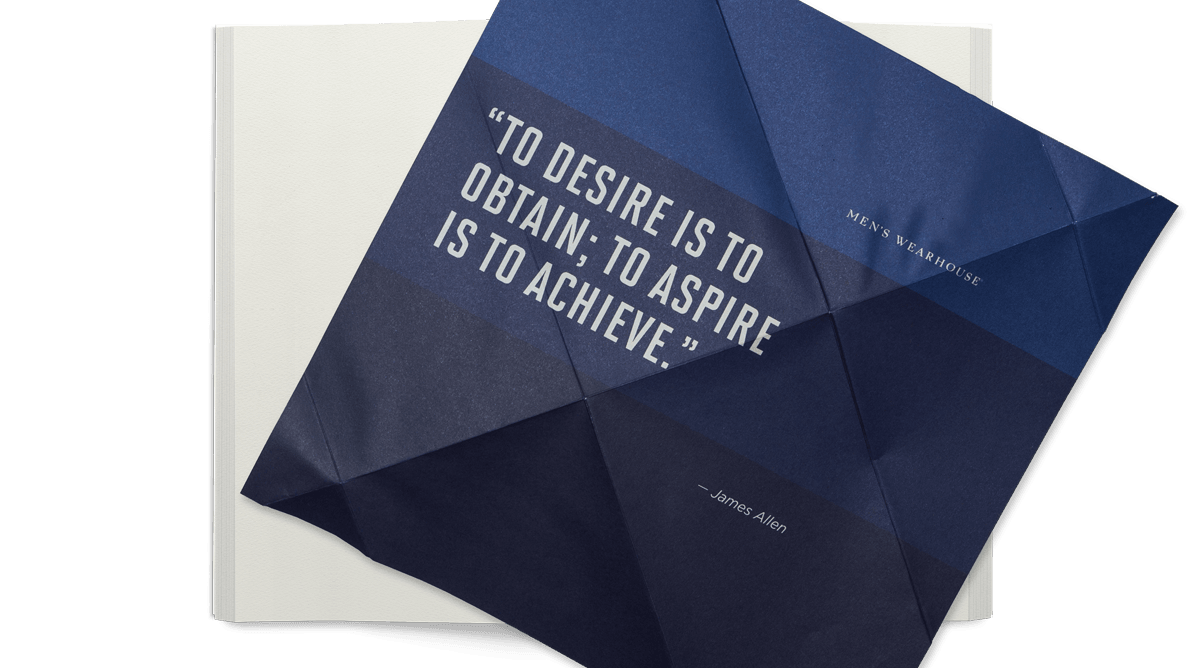 “TO DESIRE IS TO
OBTAIN; TO ASPIRE
IS TO ACHIEVE.”
MEN'S WEARHOUSE®
— James Allen